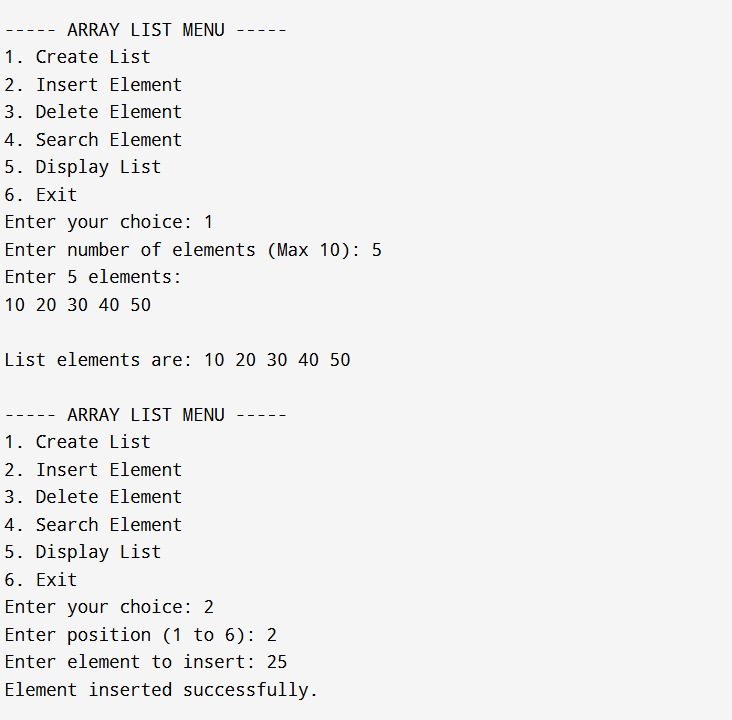 ----- ARRAY LIST MENU -----
1. Create List
2. Insert Element
3. Delete Element
4. Search Element
5. Display List
6. Exit
Enter your choice: 1
Enter number of elements (Max 10): 5
Enter 5 elements:
10 20 30 40 50

List elements are: 10 20 30 40 50

----- ARRAY LIST MENU -----
1. Create List
2. Insert Element
3. Delete Element
4. Search Element
5. Display List
6. Exit
Enter your choice: 2
Enter position (1 to 6): 2
Enter element to insert: 25
Element inserted successfully.